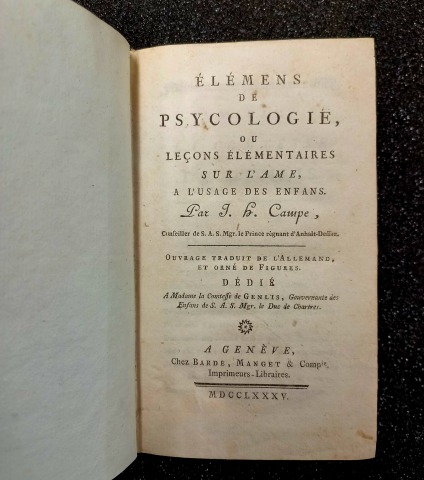 ÉLÉMENS
DE
PSYCOLOGIE,
OU
LEÇONS ÉLÉMENTAIRES
SUR L'AME,
A L'USAGE DES ENFANS.
Par J. H. Campe,
Conseiller de S. A. S. Mgr. le Prince règnant d'Anhalt-Dessau.
OUVRAGE TRADUIT DE L'ALLEMAND,
ET ORNÉ DE FIGURES.
DÉDIÉ
A Madame la Comtesse de GENLIS, Gouvernante des
Enfans de S. A. S. Mgr. le Duc de Chartres.
A GENÈVE,
Chez BARDE, MANGET & Compie.
Imprimeurs-Libraires.
MDCCLXXXV.